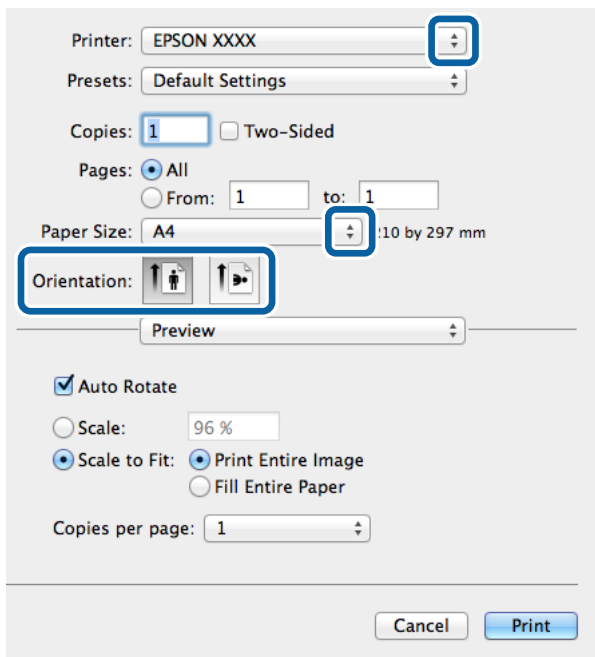 Printer: EPSON XXXX
Presets: Default Settings
Copies: 1 Two-Sided
Pages: All
From: 1 to: 1
Paper Size: A4 210 by 297 mm
Orientation:
Preview
Auto Rotate
Scale: 96 %
Scale to Fit: Print Entire Image
Fill Entire Paper
Copies per page: 1
Cancel Print